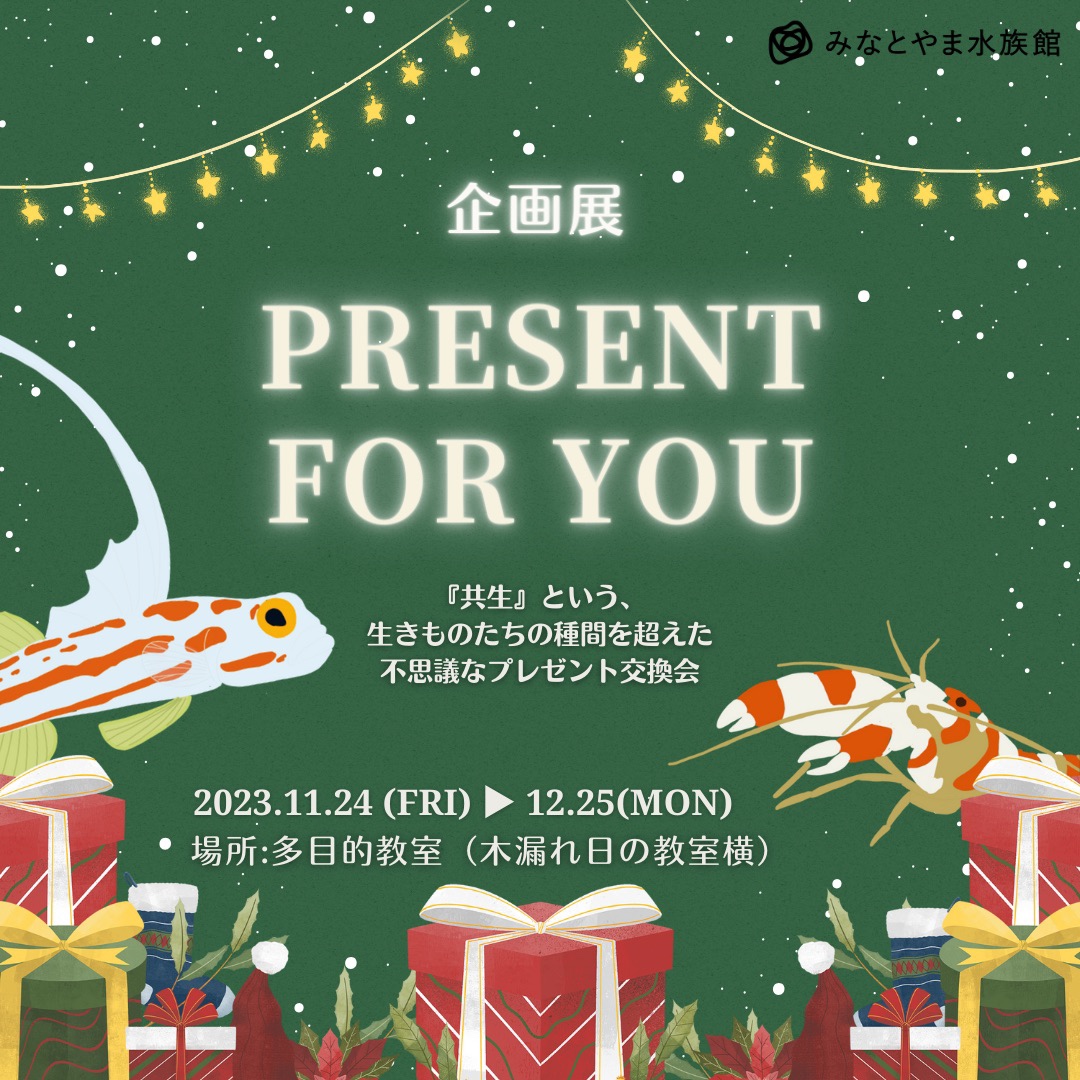 みなとやま水族館
企画展
PRESENT
FOR YOU
『共生』という、
生きものたちの種間を超えた
不思議なプレゼント交換会
2023.11.24 (FRI) ▶ 12.25(MON)
場所:多目的教室（木漏れ日の教室横）